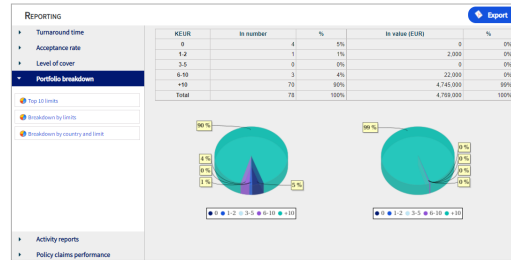 REPORTING
Export
Turnaround time
Acceptance rate
Level of cover
Portfolio breakdown
Top 10 limits
Breakdown by limits
Breakdown by country and limit
Activity reports
Policy claims performance
KEUR In number % In value (EUR) %
0 4 5% 0 0%
1-2 1 1% 2,000 0%
3-5 0 0% 0 0%
6-10 3 4% 22,000 0%
+10 70 90% 4,745,000 99%
Total 78 100% 4,769,000 100%
90 %
4 %
0 %
1 %
5 %
0 1-2 3-5 6-10 +10
99 %
0 %
0 %
0 %
0 %
0 1-2 3-5 6-10 +10